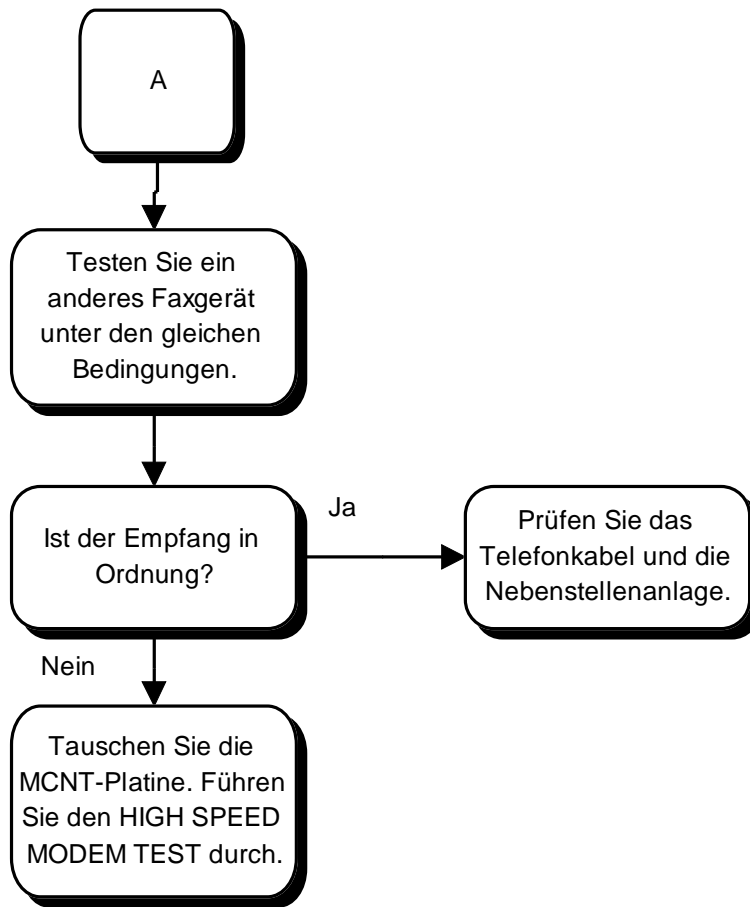 A
Testen Sie ein
anderes Faxgerät
unter den gleichen
Bedingungen.
Ist der Empfang in
Ordnung?
Ja
Prüfen Sie das
Telefonkabel und die
Nebenstellenanlage.
Nein
Tauschen Sie die
MCNT-Platine. Führen
Sie den HIGH SPEED
MODEM TEST durch.